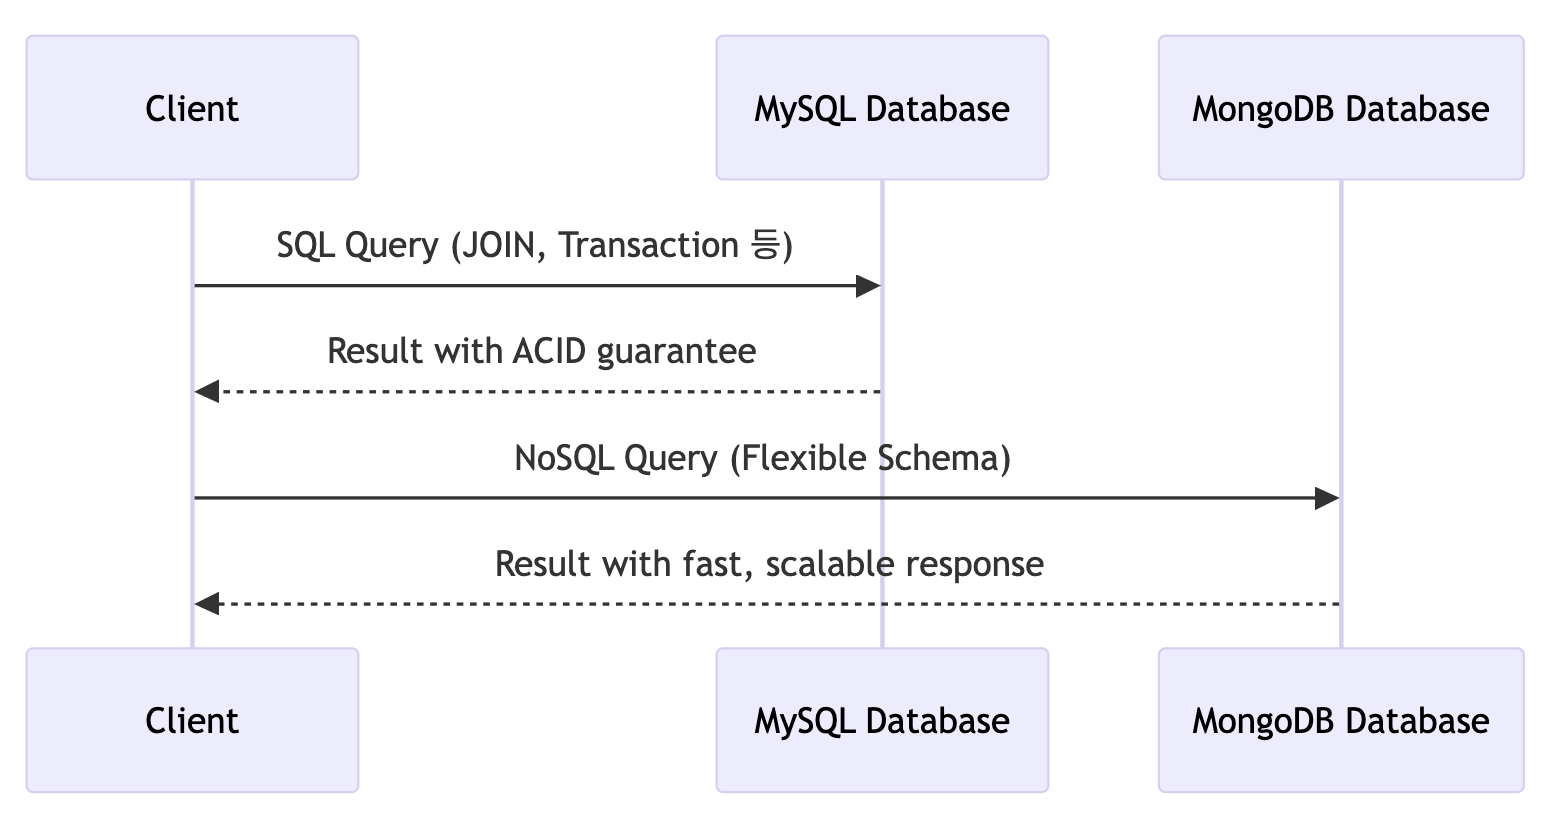 Client
MySQL Database
MongoDB Database
SQL Query (JOIN, Transaction 등)
Result with ACID guarantee
NoSQL Query (Flexible Schema)
Result with fast, scalable response
Client
MySQL Database
MongoDB Database